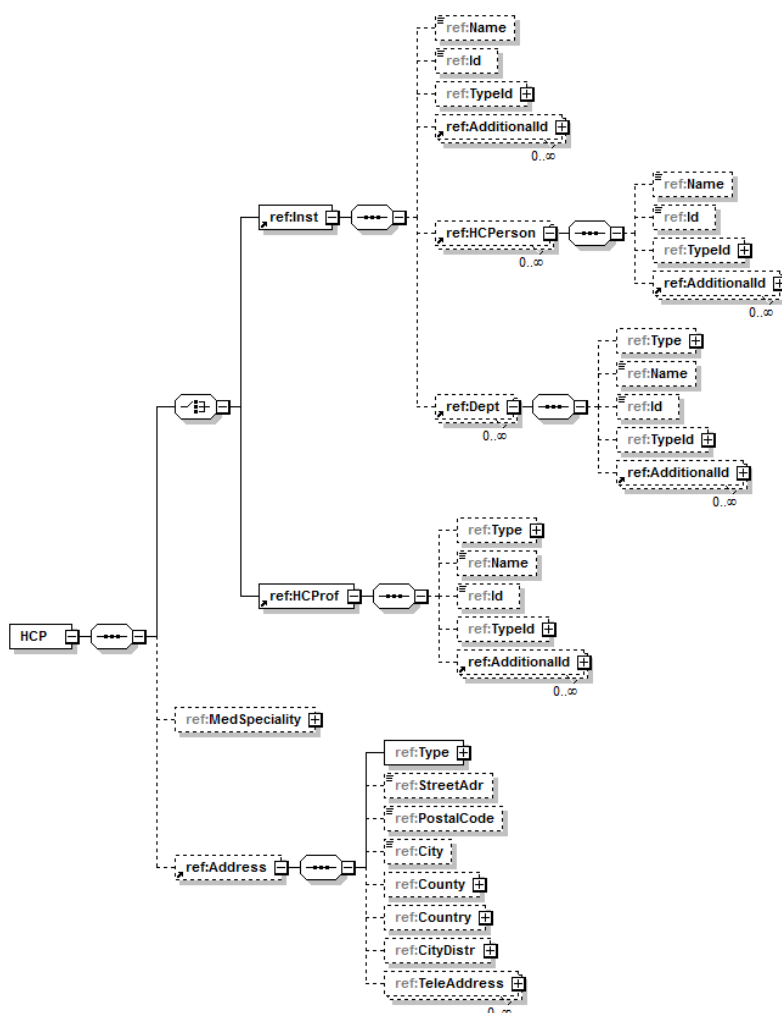 ref:Name
ref:Id
ref:TypeId
ref:AdditionalId
0..∞
ref:Inst
ref:HCPerson
0..∞
ref:Name
ref:Id
ref:TypeId
ref:AdditionalId
0..∞
ref:Dept
0..∞
ref:Type
ref:Name
ref:Id
ref:TypeId
ref:AdditionalId
0..∞
ref:HCProf
ref:Type
ref:Name
ref:Id
ref:TypeId
ref:AdditionalId
0..∞
HCP
ref:MedSpeciality
ref:Address
ref:Type
ref:StreetAdr
ref:PostalCode
ref:City
ref:County
ref:Country
ref:CityDistr
ref:TeleAddress
0..∞